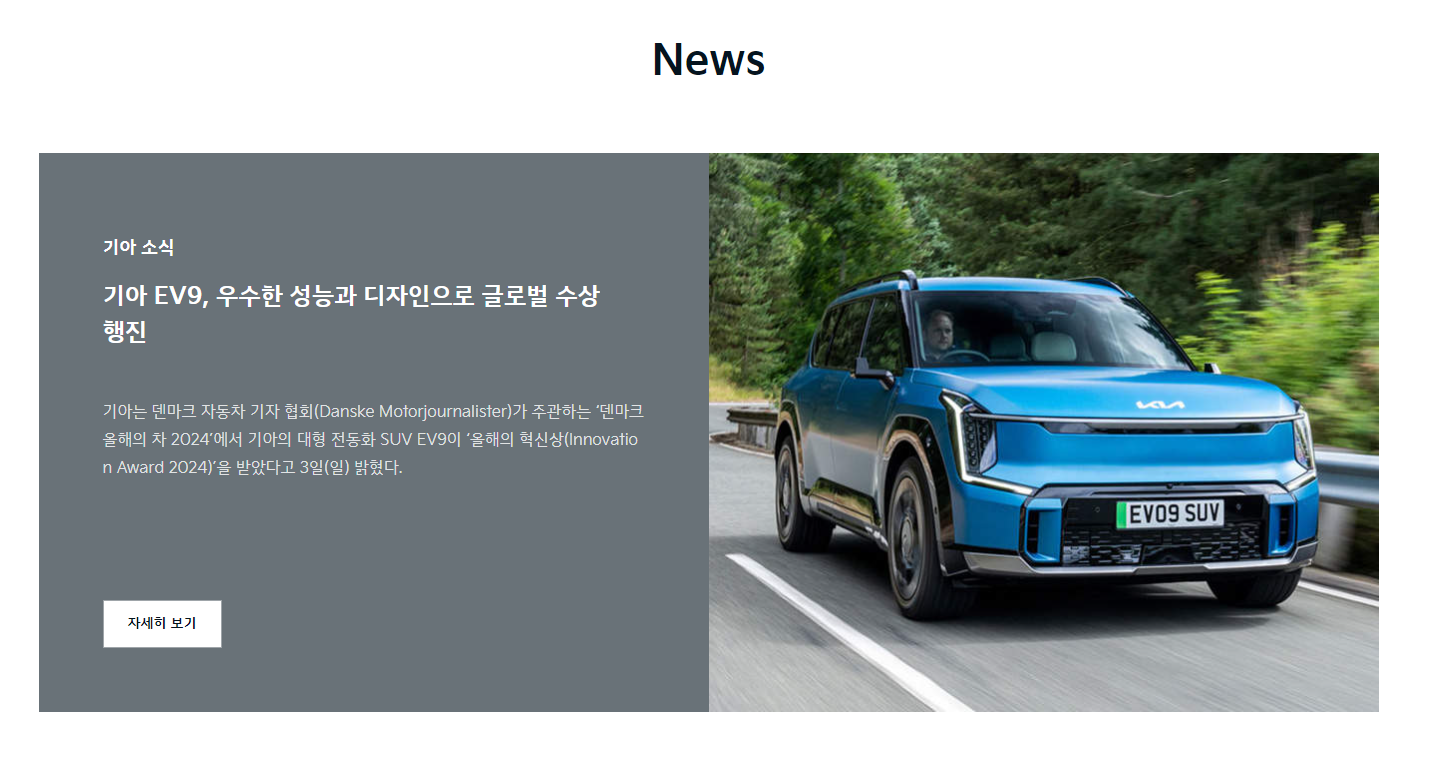 News
기아 소식
기아 EV9, 우수한 성능과 디자인으로 글로벌 수상
행진
기아는 덴마크 자동차 기자 협회(Danske Motorjournalister)가 주관하는 ‘덴마크
올해의 차 2024’에서 기아의 대형 전동화 SUV EV9이 ‘올해의 혁신상(Innovatio
n Award 2024)’을 받았다고 3일(일) 밝혔다.
자세히 보기
KIA
EV09 SUV